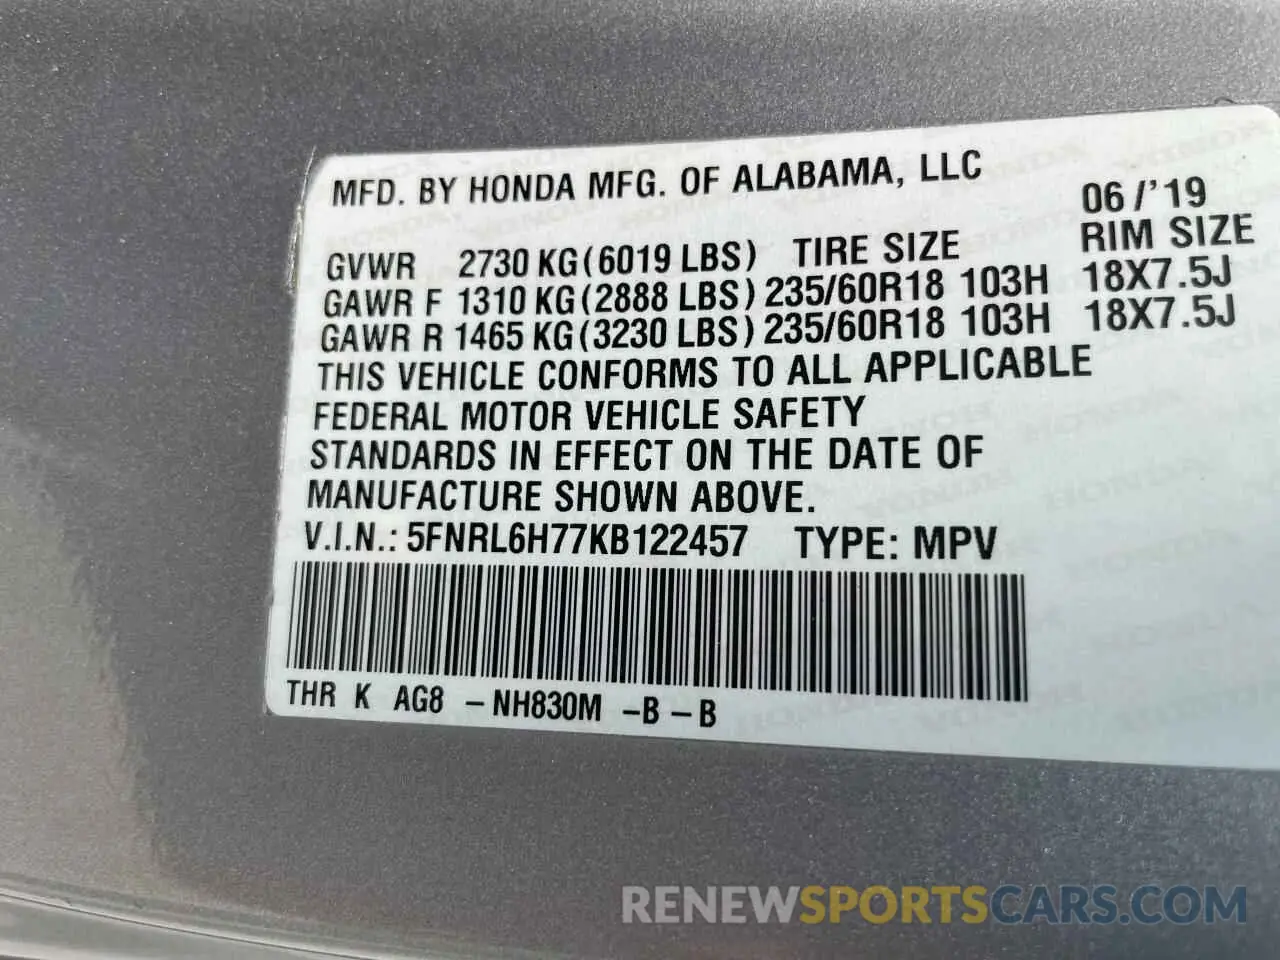 MFD. BY HONDA MFG. OF ALABAMA, LLC
06/'19
GVWR 2730 KG (6019 LBS) TIRE SIZE RIM SIZE
GAWR F 1310 KG (2888 LBS) 235/60R18 103H 18X7.5J
GAWR R 1465 KG (3230 LBS) 235/60R18 103H 18X7.5J
THIS VEHICLE CONFORMS TO ALL APPLICABLE
FEDERAL MOTOR VEHICLE SAFETY
STANDARDS IN EFFECT ON THE DATE OF
MANUFACTURE SHOWN ABOVE.
V.I.N.: 5FNRL6H77KB122457 TYPE: MPV
THR K AG8 -NH830M -B-B
RENEWSPORTSCARS.COM